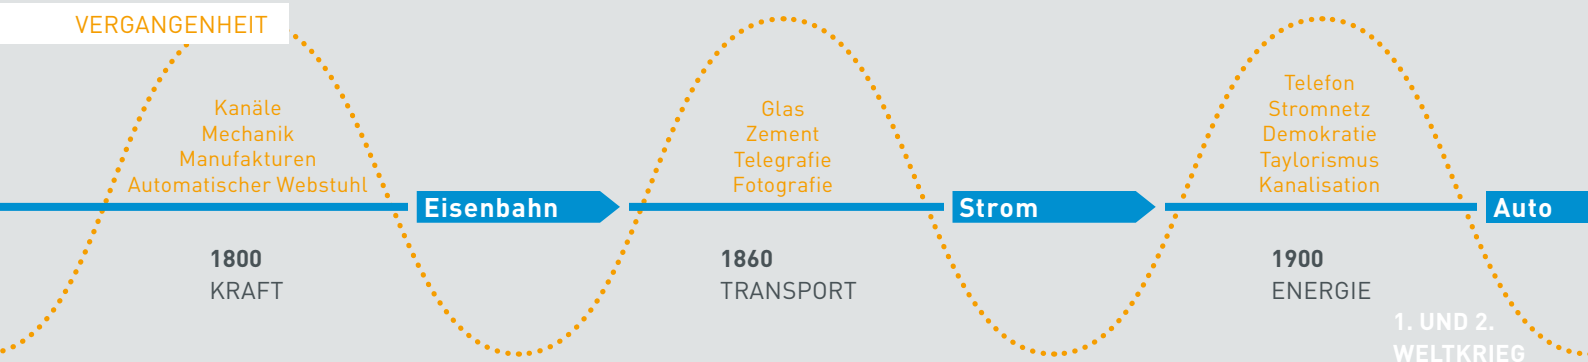 VERGANGENHEIT
Kanäle
Mechanik
Manufakturen
Automatischer Webstuhl
Eisenbahn
1800
KRAFT
Glas
Zement
Telegrafie
Fotografie
Strom
1860
TRANSPORT
Telefon
Stromnetz
Demokratie
Taylorismus
Kanalisation
Auto
1900
ENERGIE
1. UND 2.
WELTKRIEG